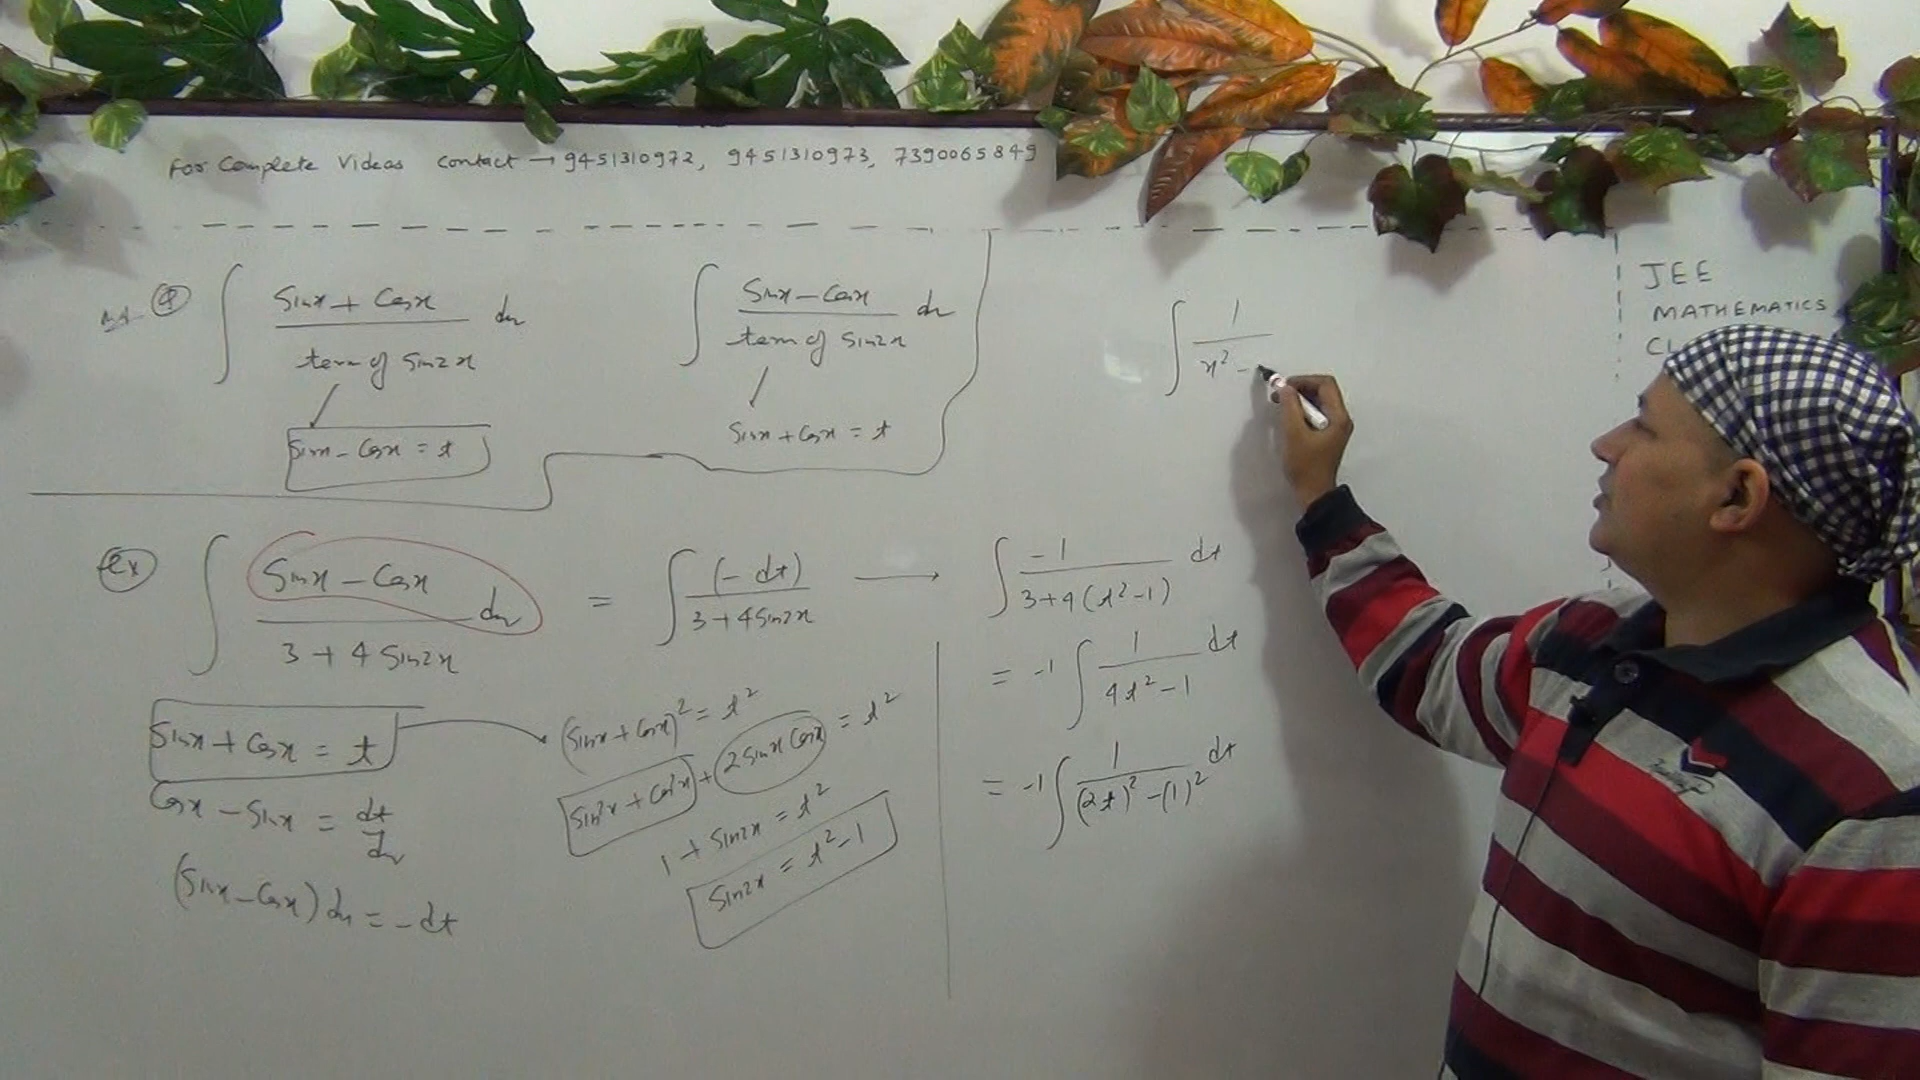 For Complete Videos Contact → 9451310972, 9451310973, 7390065849
∫ (Sinx + Cosx)/(term of Sin2x) dx
Sinx - Cosx = t
∫ (Sinx - Cosx)/(term of Sin2x) dx
Sinx + Cosx = t
Ex ∫ (Sinx - Cosx)/(3 + 4 Sin2x) dx = ∫ (- dt)/(3 + 4 Sin2x) →
Sinx + Cosx = t
Cosx - Sinx = dt/dx
(Sinx - Cosx) dx = - dt
(Sinx + Cosx)² = t²
Sin²x + Cos²x + 2 Sinx Cosx = t²
1 + Sin2x = t²
Sin2x = t² - 1
∫ 1/(x² -
∫ -1/(3+4(t²-1)) dt
= -1 ∫ 1/(4t² - 1) dt
= -1 ∫ 1/((2t)² - (1)²) dt
JEE
MATHEMATICS